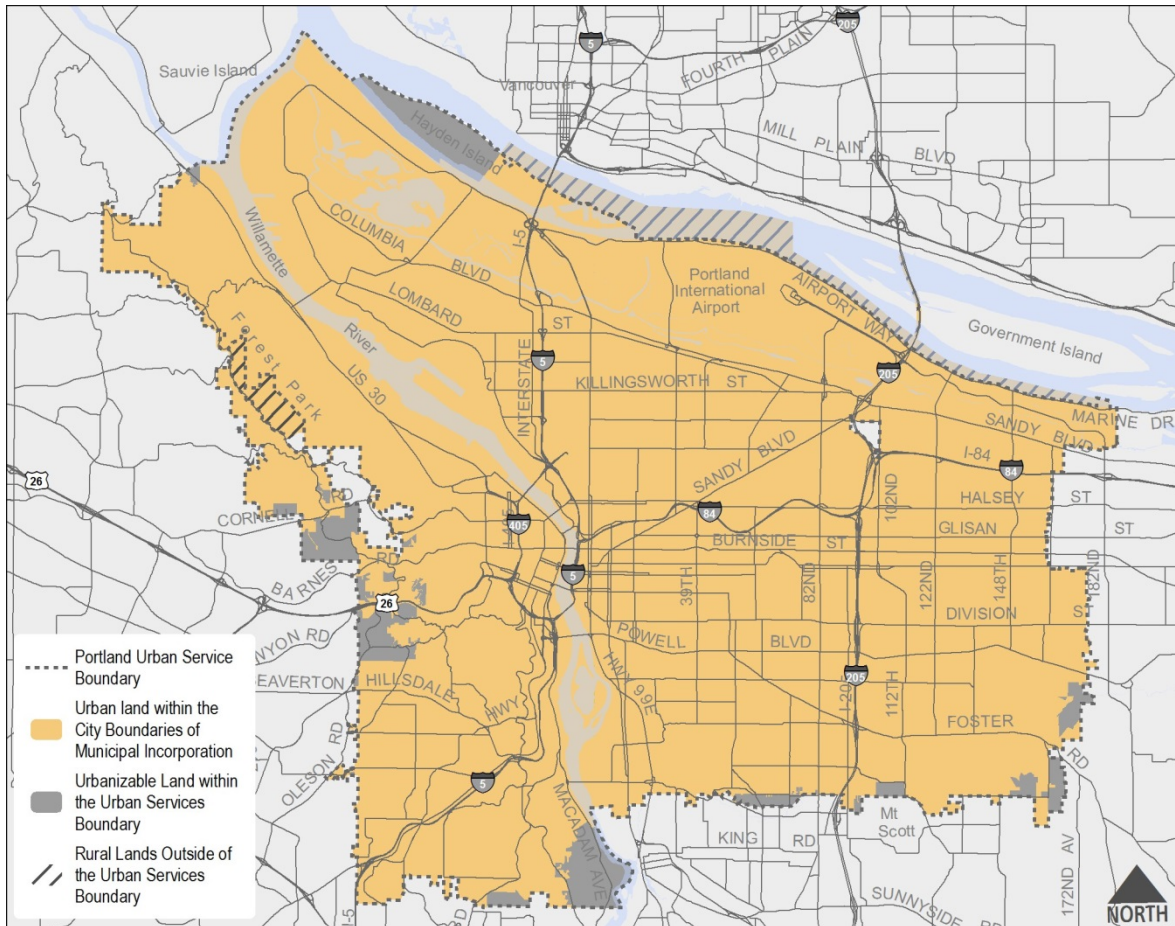 205
5
FOURTH PLAIN
Sauvie Island
Vancouver
MILL PLAIN BLVD
Hayden Island
Willamette
River
COLUMBIA
BLVD
I-5
Portland
International
Airport
AIRPORT WAY
LOMBARD
ST
Government Island
Forest Park
US 30
INTERSTATE
5
205
KILLINGSWORTH ST
MARINE DR
SANDY BLVD
SANDY BLVD
I-84
84
26
102ND
HALSEY
ST
CORNELL RD
405
84
GLISAN
ST
BURNSIDE ST
BARNES
RD
5
39TH
82ND
122ND
148TH
182ND
26
DIVISION
S
POWELL BLVD
NYON RD
EAVERTON HILLSDALE
HWY
HWY 99E
205
I-20
112TH
FOSTER
RD
OLESON RD
5
MACADAM AVE
KING RD
Mt
Scott
172ND AV
SUNNYSIDE RD
I-5
NORTH
Portland Urban Service
Boundary
Urban land within the
City Boundaries of
Municipal Incorporation
Urbanizable Land within
the Urban Services
Boundary
Rural Lands Outside of
the Urban Services
Boundary